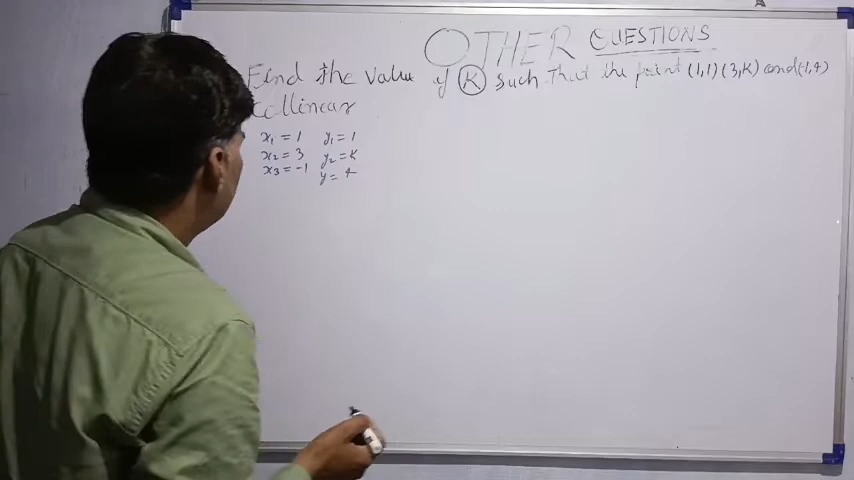 OTHER QUESTIONS
Find the value of K such that the point (1,1) (3,K) and (-1,4)
collinear
x₁ = 1 y₁ = 1
x₂ = 3 y₂ = K
x₃ = -1 y = 4